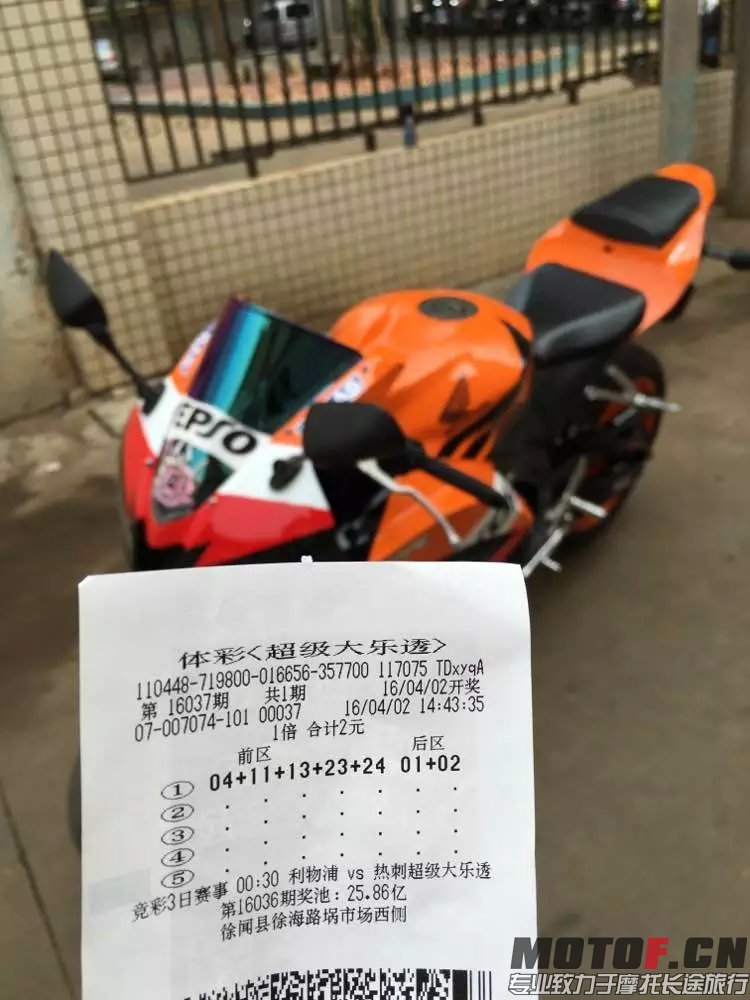 EPSO
体彩<超级大乐透>
110448-719800-016656-357700 117075 TDxyqA
第 16037期 共1期 16/04/02开奖
07-007074-101 00037 16/04/02 14:43:35
1倍 合计2元
前区 后区
① 04+11+13+23+24 01+02
② . . . . . . .
③ . . . . . . .
④ . . . . . . .
⑤ . . . . . . .
竞彩3日赛事 00:30 利物浦 vs 热刺超级大乐透
第16036期奖池：25.86亿
徐闻县徐海路埚市场西侧
MOTOF.CN
专业致力于摩托长途旅行